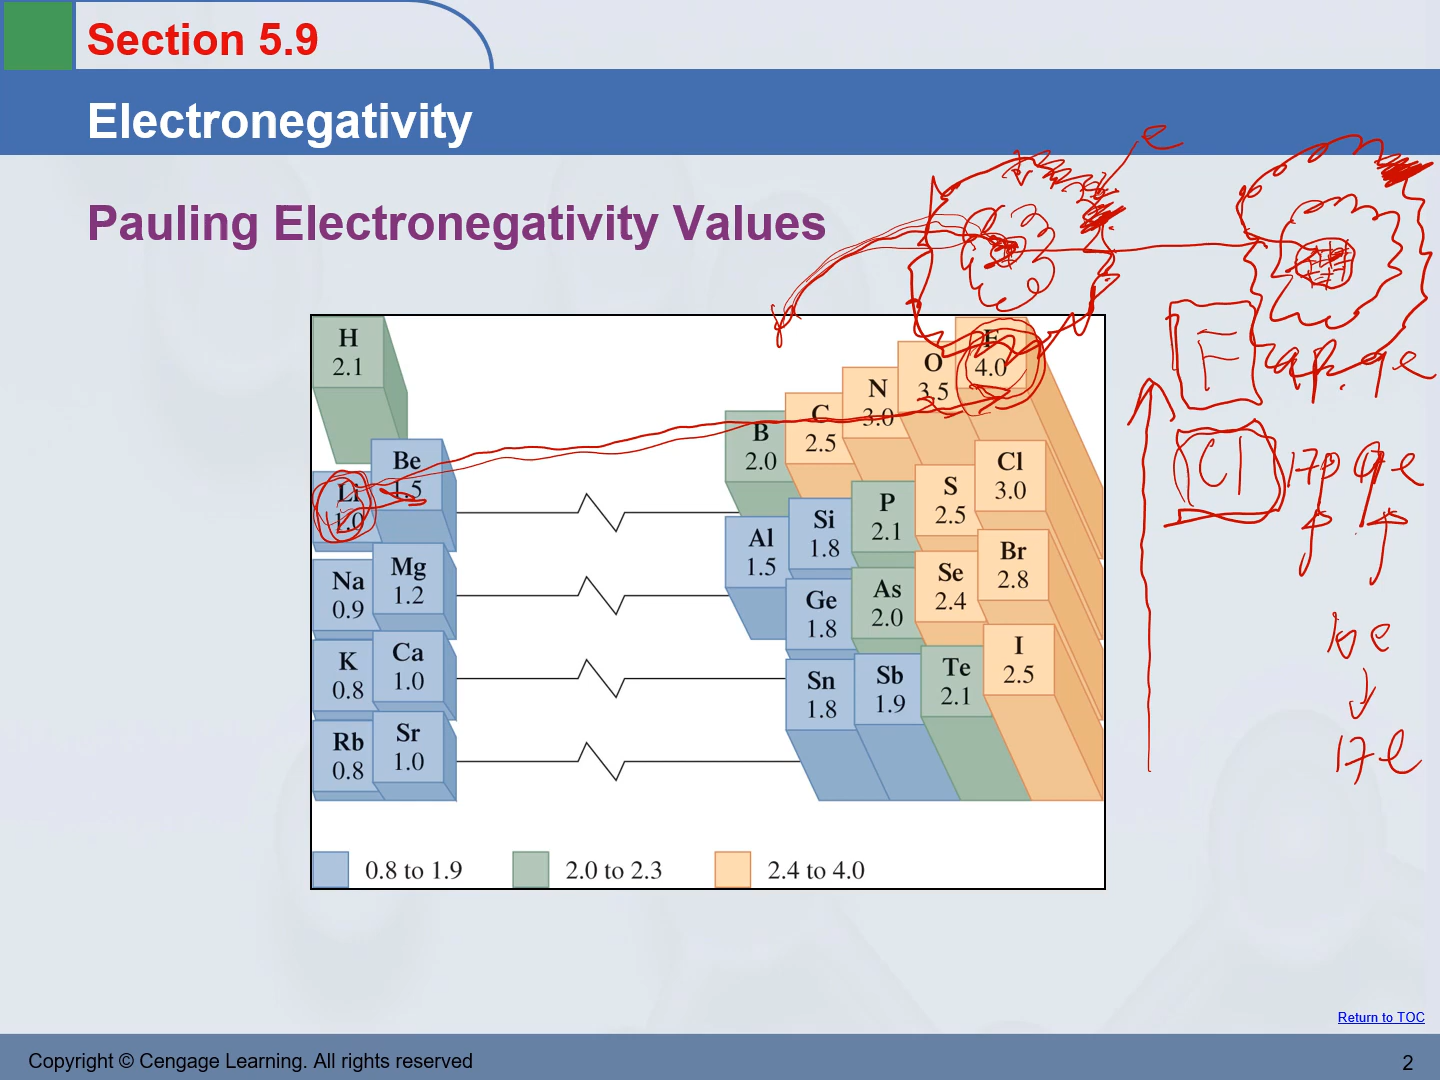 Section 5.9
Electronegativity
Pauling Electronegativity Values
e
H
2.1
Li
1.0
Be
1.5
Na
0.9
Mg
1.2
K
0.8
Ca
1.0
Rb
0.8
Sr
1.0
B
2.0
C
2.5
N
3.0
O
3.5
F
4.0
Al
1.5
Si
1.8
P
2.1
S
2.5
Cl
3.0
Ge
1.8
As
2.0
Se
2.4
Br
2.8
Sn
1.8
Sb
1.9
Te
2.1
I
2.5
F 9p. 9e
Cl 17p
17e
0.8 to 1.9
2.0 to 2.3
2.4 to 4.0
Return to TOC
Copyright © Cengage Learning. All rights reserved
2